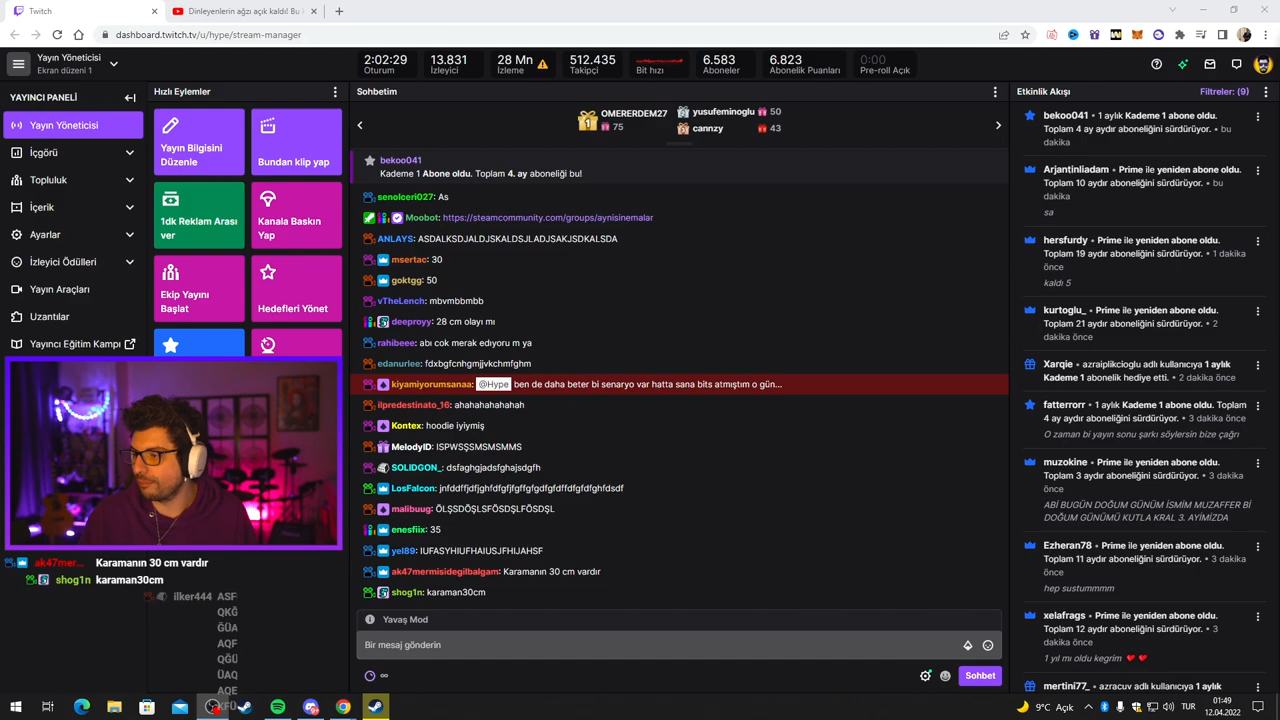 Twitch
Dinleyenlerin ağzı açık kaldı! Bu
dashboard.twitch.tv/u/hype/stream-manager
Yayın Yöneticisi
Ekran düzeni 1
2:02:29
Oturum
13.831
İzleyici
28 Mn
İzleme
512.435
Takipçi
Bit hızı
6.583
Aboneler
6.823
Abonelik Puanları
0:00
Pre-roll Açık
YAYINCI PANELİ
Yayın Yöneticisi
İçgörü
Topluluk
İçerik
Ayarlar
İzleyici Ödülleri
Yayın Araçları
Uzantılar
Yayıncı Eğitim Kampı
Hızlı Eylemler
Yayın Bilgisini
Düzenle
Bundan klip yap
1dk Reklam Arası
ver
Kanala Baskın
Yap
Ekip Yayını
Başlat
Hedefleri Yönet
ak47mer... Karamanın 30 cm vardır
shog1n karaman30cm
ilker444 ASF
QKĞ
ĞÜA
AQF
QĞÜ
ÜAQ
AQE
Sohbetim
OMERERDEM27
75
yusufeminoglu 50
cannzy 43
bekoo041
Kademe 1 Abone oldu. Toplam 4. ay aboneliği bu!
senolceri027: As
Moobot: https://steamcommunity.com/groups/aynisinemalar
ANLAYS: ASDALKSDJALDJSKALDSJLADJSAKJSDKALSDA
msertac: 30
goktgg: 50
vTheLench: mbvmbbmbb
deeproyy: 28 cm olayı mı
rahibeee: abı cok merak edıyoru m ya
edanurlee: fdxbgfcnhgmjjvkchmfghm
kiyamiyorumsanaa: @Hype ben de daha beter bi senaryo var hatta sana bits atmıştım o gün...
ilpredestinato_16: ahahahahahahah
Kontex: hoodie iyiymiş
MelodyID: ISPWSŞSMSMSMMS
SOLIDGON_: dsfaghgjadsfghajsdgfh
LosFalcon: jnfddffjdfjghfdfgfjfgffgfgdfgfdffdfgfdfghfdsdf
malibuug: ÖLŞSDÖŞLSFÖSDŞLFÖSDŞL
enesfiix: 35
yel89: IUFASYHIUFHAIUSJFHIJAHSF
ak47mermisidegilbalgam: Karamanın 30 cm vardır
shog1n: karaman30cm
Yavaş Mod
Bir mesaj gönderin
Sohbet
Etkinlik Akışı
Filtreler: (9)
bekoo041 • 1 aylık Kademe 1 abone oldu.
Toplam 4 ay aydır aboneliğini sürdürüyor. • bu
dakika
Arjantinliadam • Prime ile yeniden abone oldu.
Toplam 10 aydır aboneliğini sürdürüyor. • bu
dakika
sa
hersfurdy • Prime ile yeniden abone oldu.
Toplam 19 aydır aboneliğini sürdürüyor. • 1 dakika
önce
kaldı 5
kurtoglu_ • Prime ile yeniden abone oldu.
Toplam 21 aydır aboneliğini sürdürüyor. • 2
dakika önce
Xarqie • azraiplikcioglu adlı kullanıcıya 1 aylık
Kademe 1 abonelik hediye etti. • 2 dakika önce
fatterrorr • 1 aylık Kademe 1 abone oldu. Toplam
4 ay aydır aboneliğini sürdürüyor. • 3 dakika önce
O zaman bi yayın sonu şarkı söylersin bize çağrı
muzokine • Prime ile yeniden abone oldu.
Toplam 3 aydır aboneliğini sürdürüyor. • 3 dakika
önce
ABİ BUGÜN DOĞUM GÜNÜM İSMİM MUZAFFER Bİ
DOĞUM GÜNÜMÜ KUTLA KRAL 3. AYİMİZDA
Ezheran78 • Prime ile yeniden abone oldu.
Toplam 11 aydır aboneliğini sürdürüyor. • 3 dakika
önce
hep sustummmm
xelafrags • Prime ile yeniden abone oldu.
Toplam 12 aydır aboneliğini sürdürüyor. • 3
dakika önce
1 yıl mı oldu kegrim
mertini77_ • azracuv adlı kullanıcıya 1 aylık
9°C Açık
TUR
01:49
12.04.2022